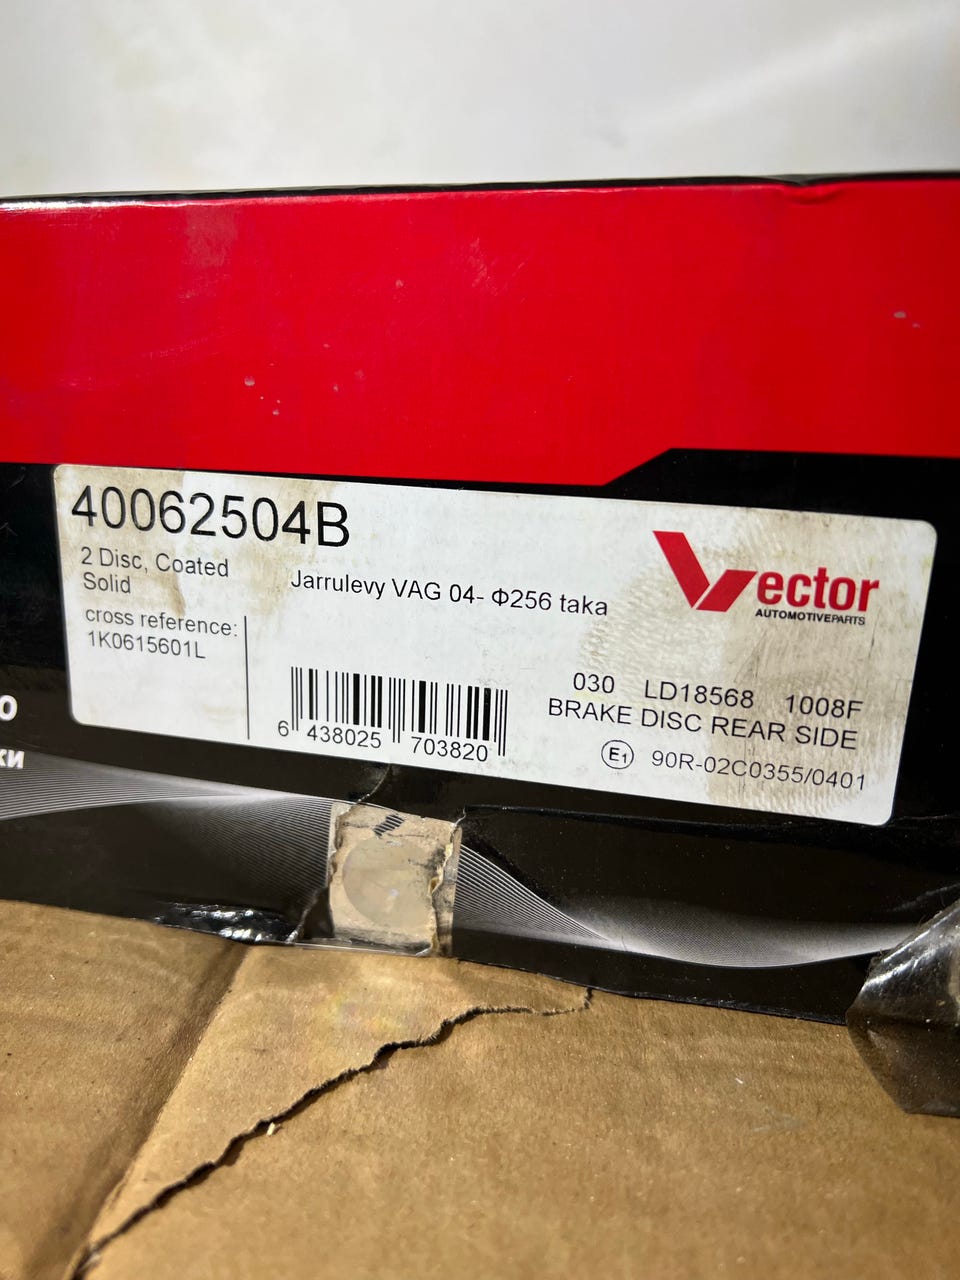 40062504B
2 Disc, Coated
Solid
Jarrulevy VAG 04- Φ256 taka
Vector
AUTOMOTIVEPARTS
cross reference:
1K0615601L
6 438025 703820
030 LD18568 1008F
BRAKE DISC REAR SIDE
E1 90R-02C0355/0401